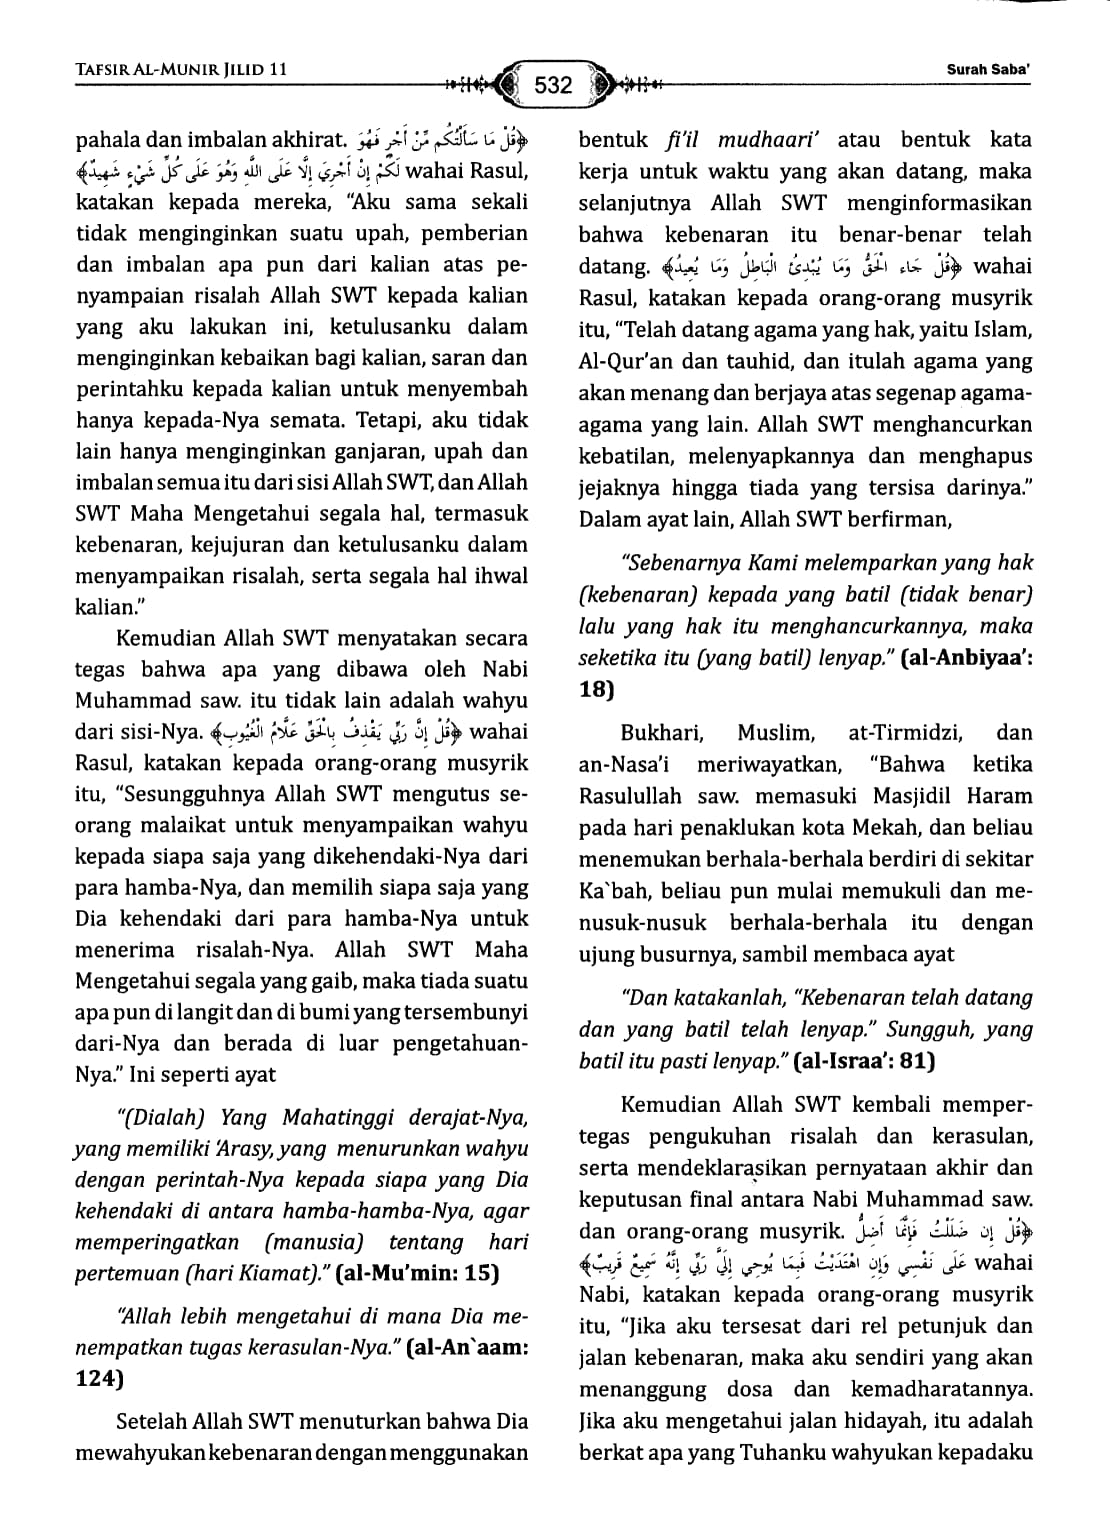 TAFSIR AL-MUNIR JILID 11
532
Surah Saba'
pahala dan imbalan akhirat. ﴿قُلْ مَا سَأَلْتُكُم مِّنْ أَجْرٍ فَهُوَ
لَكُمْ إِنْ أَجْرِيَ إِلَّا عَلَى اللَّهِ وَهُوَ عَلَى كُلِّ شَيْءٍ شَهِيدٌ﴾ wahai Rasul,
katakan kepada mereka, “Aku sama sekali
tidak menginginkan suatu upah, pemberian
dan imbalan apa pun dari kalian atas pe-
nyampaian risalah Allah SWT kepada kalian
yang aku lakukan ini, ketulusanku dalam
menginginkan kebaikan bagi kalian, saran dan
perintahku kepada kalian untuk menyembah
hanya kepada-Nya semata. Tetapi, aku tidak
lain hanya menginginkan ganjaran, upah dan
imbalan semua itu dari sisi Allah SWT, dan Allah
SWT Maha Mengetahui segala hal, termasuk
kebenaran, kejujuran dan ketulusanku dalam
menyampaikan risalah, serta segala hal ihwal
kalian.”
Kemudian Allah SWT menyatakan secara
tegas bahwa apa yang dibawa oleh Nabi
Muhammad saw. itu tidak lain adalah wahyu
dari sisi-Nya. ﴿قُلْ إِنَّ رَبِّي يَقْذِفُ بِالْحَقِّ عَلَّامُ الْغُيُوبِ﴾ wahai
Rasul, katakan kepada orang-orang musyrik
itu, “Sesungguhnya Allah SWT mengutus se-
orang malaikat untuk menyampaikan wahyu
kepada siapa saja yang dikehendaki-Nya dari
para hamba-Nya, dan memilih siapa saja yang
Dia kehendaki dari para hamba-Nya untuk
menerima risalah-Nya. Allah SWT Maha
Mengetahui segala yang gaib, maka tiada suatu
apa pun di langit dan di bumi yang tersembunyi
dari-Nya dan berada di luar pengetahuan-
Nya.” Ini seperti ayat
“(Dialah) Yang Mahatinggi derajat-Nya,
yang memiliki ‘Arasy, yang menurunkan wahyu
dengan perintah-Nya kepada siapa yang Dia
kehendaki di antara hamba-hamba-Nya, agar
memperingatkan (manusia) tentang hari
pertemuan (hari Kiamat).” (al-Mu’min: 15)
“Allah lebih mengetahui di mana Dia me-
nempatkan tugas kerasulan-Nya.” (al-An`aam:
124)
Setelah Allah SWT menuturkan bahwa Dia
mewahyukan kebenaran dengan menggunakan
bentuk fi’il mudhaari’ atau bentuk kata
kerja untuk waktu yang akan datang, maka
selanjutnya Allah SWT menginformasikan
bahwa kebenaran itu benar-benar telah
datang. ﴿قُلْ جَاءَ الْحَقُّ وَمَا يُبْدِئُ الْبَاطِلُ وَمَا يُعِيدُ﴾ wahai
Rasul, katakan kepada orang-orang musyrik
itu, “Telah datang agama yang hak, yaitu Islam,
Al-Qur’an dan tauhid, dan itulah agama yang
akan menang dan berjaya atas segenap agama-
agama yang lain. Allah SWT menghancurkan
kebatilan, melenyapkannya dan menghapus
jejaknya hingga tiada yang tersisa darinya.”
Dalam ayat lain, Allah SWT berfirman,
“Sebenarnya Kami melemparkan yang hak
(kebenaran) kepada yang batil (tidak benar)
lalu yang hak itu menghancurkannya, maka
seketika itu (yang batil) lenyap.” (al-Anbiyaa’:
18)
Bukhari, Muslim, at-Tirmidzi, dan
an-Nasa’i meriwayatkan, “Bahwa ketika
Rasulullah saw. memasuki Masjidil Haram
pada hari penaklukan kota Mekah, dan beliau
menemukan berhala-berhala berdiri di sekitar
Ka`bah, beliau pun mulai memukuli dan me-
nusuk-nusuk berhala-berhala itu dengan
ujung busurnya, sambil membaca ayat
“Dan katakanlah, “Kebenaran telah datang
dan yang batil telah lenyap.” Sungguh, yang
batil itu pasti lenyap.” (al-Israa’: 81)
Kemudian Allah SWT kembali memper-
tegas pengukuhan risalah dan kerasulan,
serta mendeklarasikan pernyataan akhir dan
keputusan final antara Nabi Muhammad saw.
dan orang-orang musyrik. ﴿قُلْ إِن ضَلَلْتُ فَإِنَّمَا أَضِلُّ
عَلَى نَفْسِي وَإِنِ اهْتَدَيْتُ فَبِمَا يُوحِي إِلَيَّ رَبِّي إِنَّهُ سَمِيعٌ قَرِيبٌ﴾ wahai
Nabi, katakan kepada orang-orang musyrik
itu, “Jika aku tersesat dari rel petunjuk dan
jalan kebenaran, maka aku sendiri yang akan
menanggung dosa dan kemadharatannya.
Jika aku mengetahui jalan hidayah, itu adalah
berkat apa yang Tuhanku wahyukan kepadaku